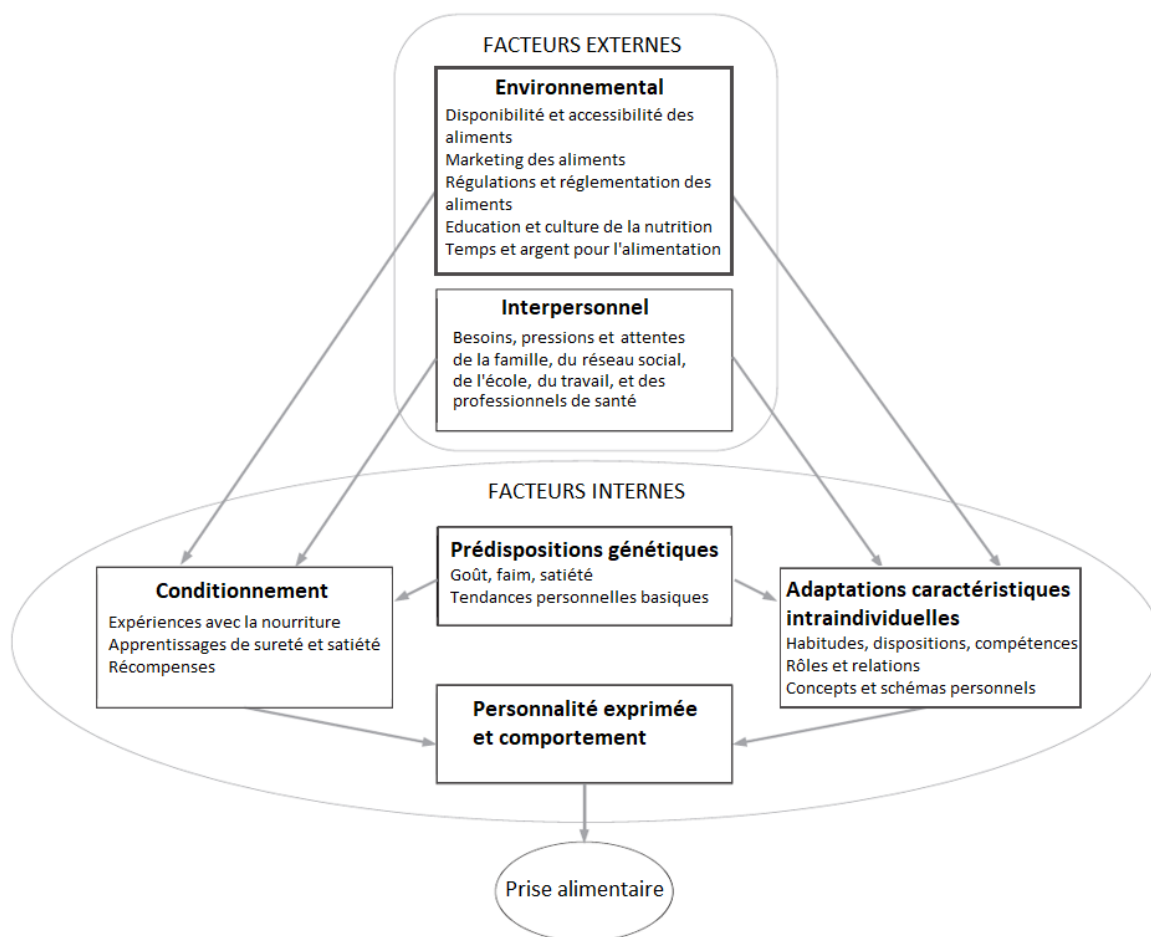 FACTEURS EXTERNES
Environnemental
Disponibilité et accessibilité des
aliments
Marketing des aliments
Régulations et réglementation des
aliments
Education et culture de la nutrition
Temps et argent pour l'alimentation
Interpersonnel
Besoins, pressions et attentes
de la famille, du réseau social,
de l'école, du travail, et des
professionnels de santé
FACTEURS INTERNES
Prédispositions génétiques
Goût, faim, satiété
Tendances personnelles basiques
Conditionnement
Expériences avec la nourriture
Apprentissages de sureté et satiété
Récompenses
Adaptations caractéristiques
intraindividuelles
Habitudes, dispositions, compétences
Rôles et relations
Concepts et schémas personnels
Personnalité exprimée
et comportement
Prise alimentaire